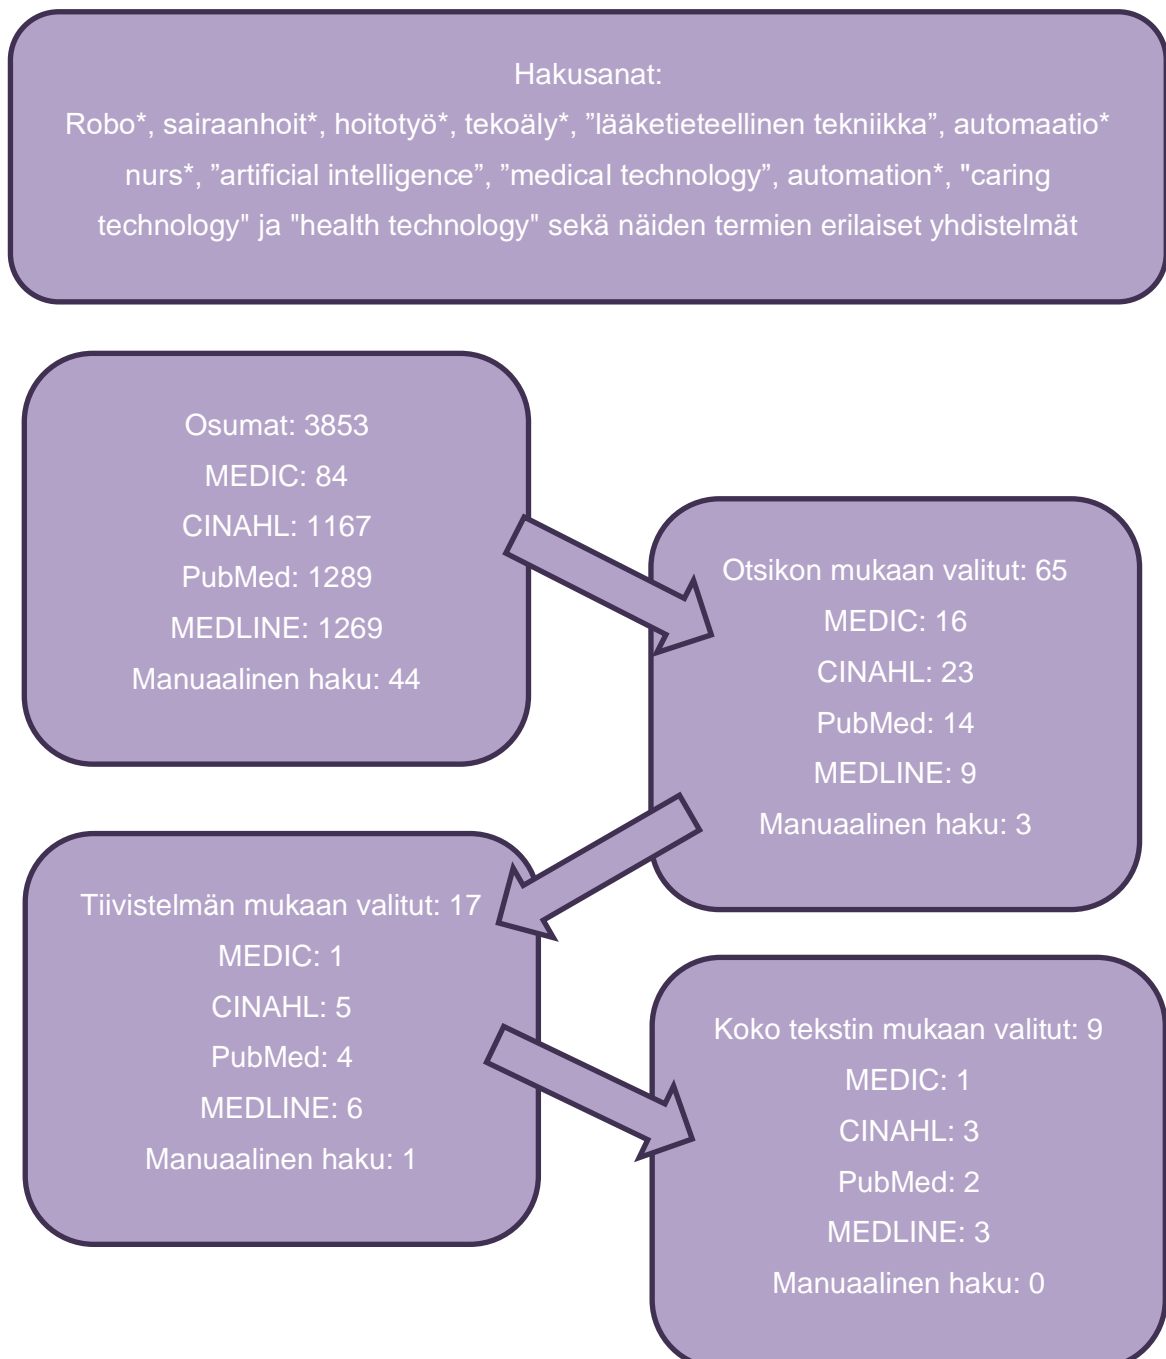 Hakusanat:
Robo*, sairaanhoit*, hoitotyö*, tekoäly*, ”lääketieteellinen tekniikka”, automaatio*
nurs*, ”artificial intelligence”, ”medical technology”, automation*, "caring
technology" ja "health technology" sekä näiden termien erilaiset yhdistelmät
Osumat: 3853
MEDIC: 84
CINAHL: 1167
PubMed: 1289
MEDLINE: 1269
Manuaalinen haku: 44
Otsikon mukaan valitut: 65
MEDIC: 16
CINAHL: 23
PubMed: 14
MEDLINE: 9
Manuaalinen haku: 3
Tiivistelmän mukaan valitut: 17
MEDIC: 1
CINAHL: 5
PubMed: 4
MEDLINE: 6
Manuaalinen haku: 1
Koko tekstin mukaan valitut: 9
MEDIC: 1
CINAHL: 3
PubMed: 2
MEDLINE: 3
Manuaalinen haku: 0